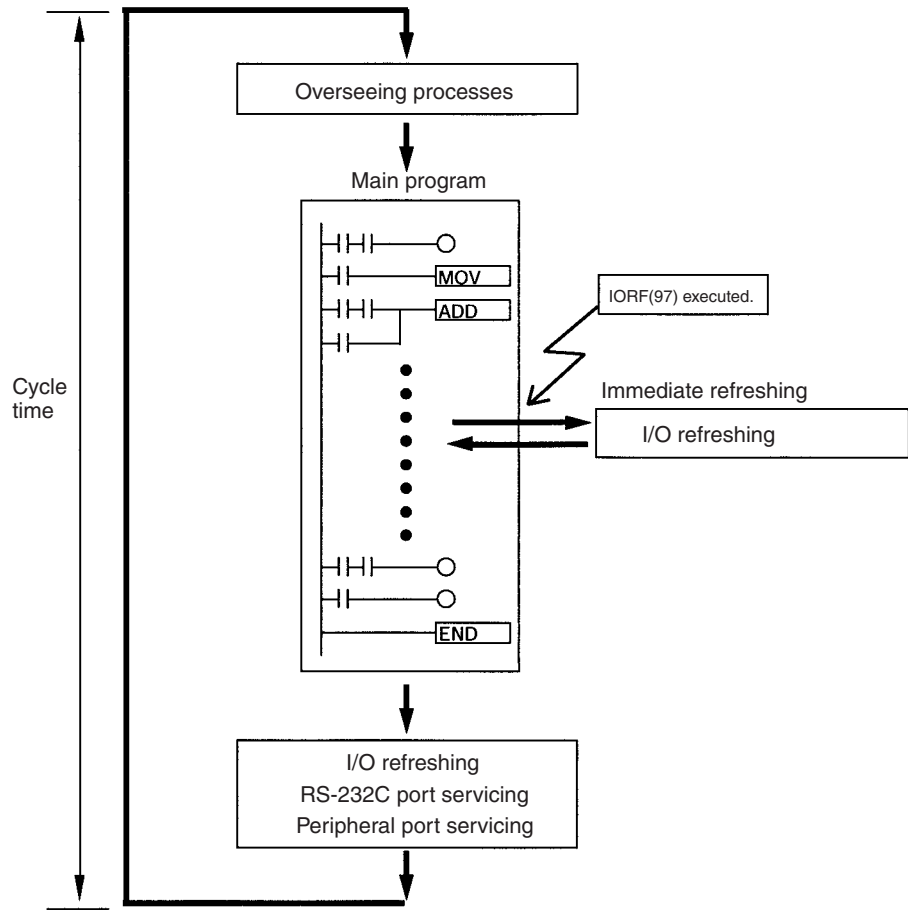 Overseeing processes
Main program
MOV
ADD
IORF(97) executed.
Cycle
time
Immediate refreshing
I/O refreshing
END
I/O refreshing
RS-232C port servicing
Peripheral port servicing